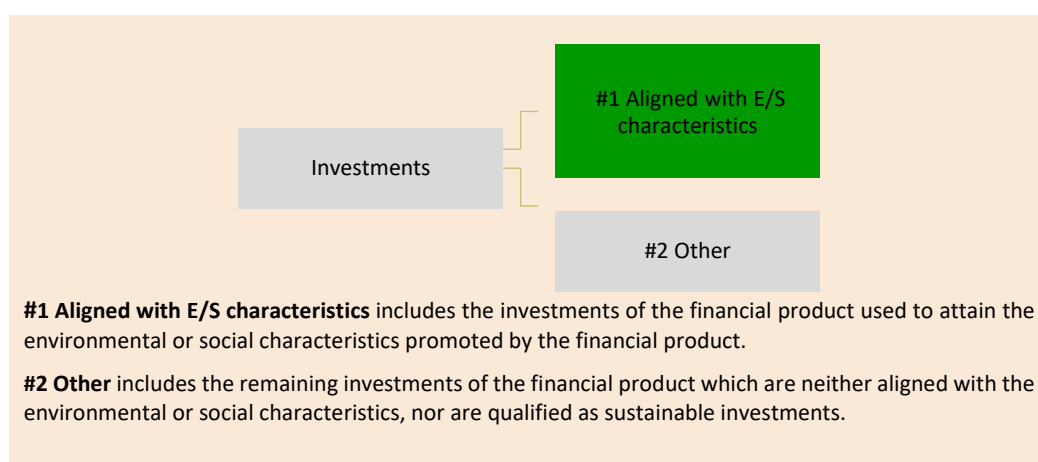 #1 Aligned with E/S
characteristics
Investments
#2 Other
#1 Aligned with E/S characteristics includes the investments of the financial product used to attain the
environmental or social characteristics promoted by the financial product.
#2 Other includes the remaining investments of the financial product which are neither aligned with the
environmental or social characteristics, nor are qualified as sustainable investments.